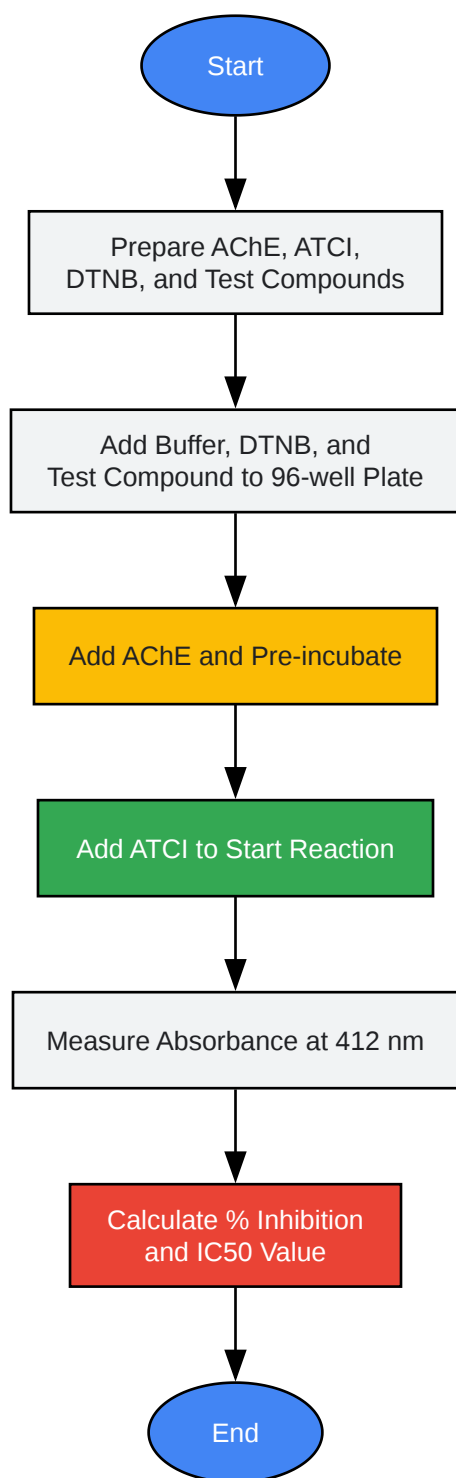 Start
Prepare AChE, ATCI,
DTNB, and Test Compounds
Add Buffer, DTNB, and
Test Compound to 96-well Plate
Add AChE and Pre-incubate
Add ATCI to Start Reaction
Measure Absorbance at 412 nm
Calculate % Inhibition
and IC50 Value
End